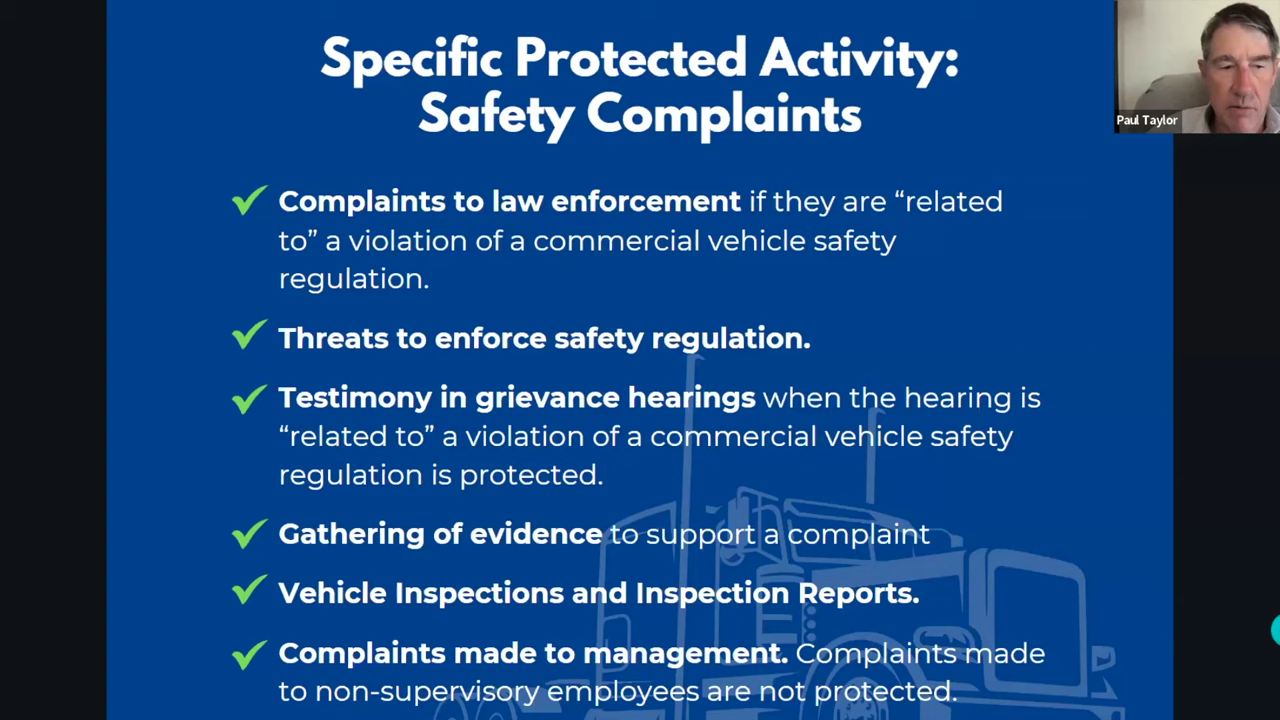 Specific Protected Activity:
Safety Complaints
Paul Taylor
Complaints to law enforcement if they are “related
to” a violation of a commercial vehicle safety
regulation.
Threats to enforce safety regulation.
Testimony in grievance hearings when the hearing is
“related to” a violation of a commercial vehicle safety
regulation is protected.
Gathering of evidence to support a complaint
Vehicle Inspections and Inspection Reports.
Complaints made to management. Complaints made
to non-supervisory employees are not protected.